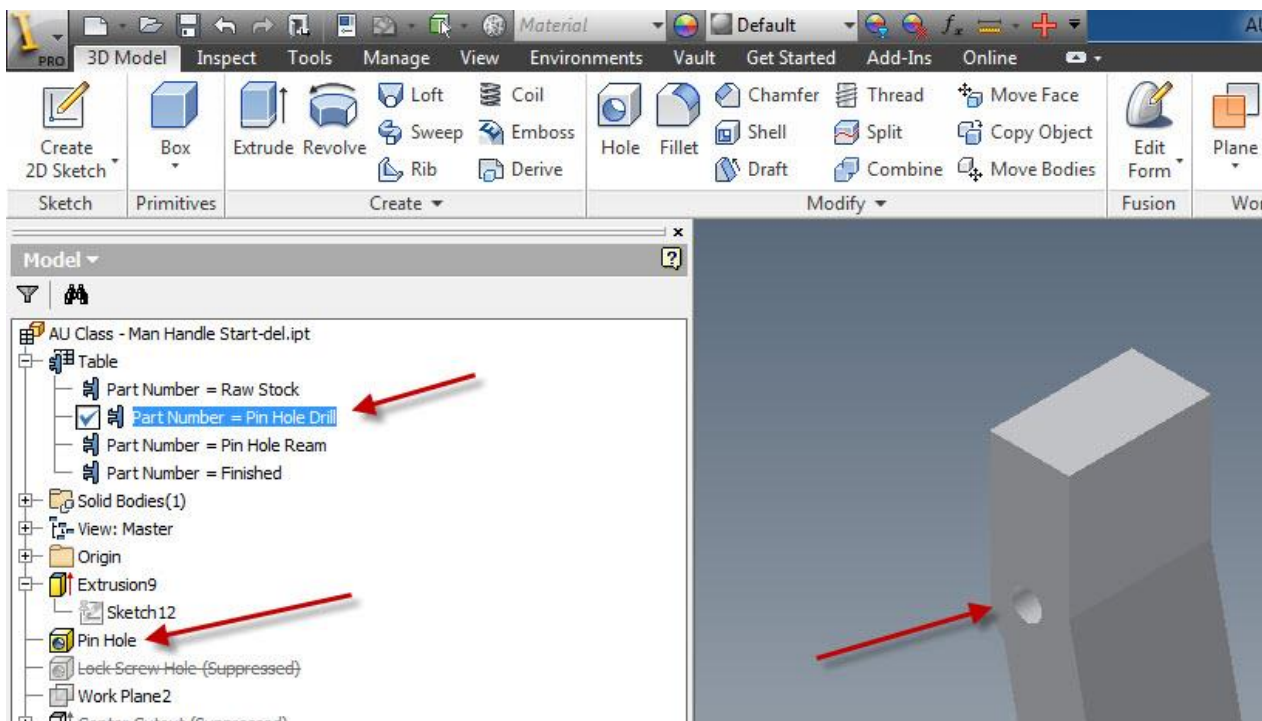 Material Default fx AU
PRO 3D Model Inspect Tools Manage View Environments Vault Get Started Add-Ins Online
Loft Coil Chamfer Thread Move Face
Create Box Extrude Revolve Sweep Emboss Hole Fillet Shell Split Copy Object Edit Plane
2D Sketch Rib Derive Draft Combine Move Bodies Form
Sketch Primitives Create Modify Fusion Wor
Model
AU Class - Man Handle Start-del.ipt
Table
Part Number = Raw Stock
Part Number = Pin Hole Drill
Part Number = Pin Hole Ream
Part Number = Finished
Solid Bodies(1)
View: Master
Origin
Extrusion9
Sketch12
Pin Hole
Lock Screw Hole (Suppressed)
Work Plane2